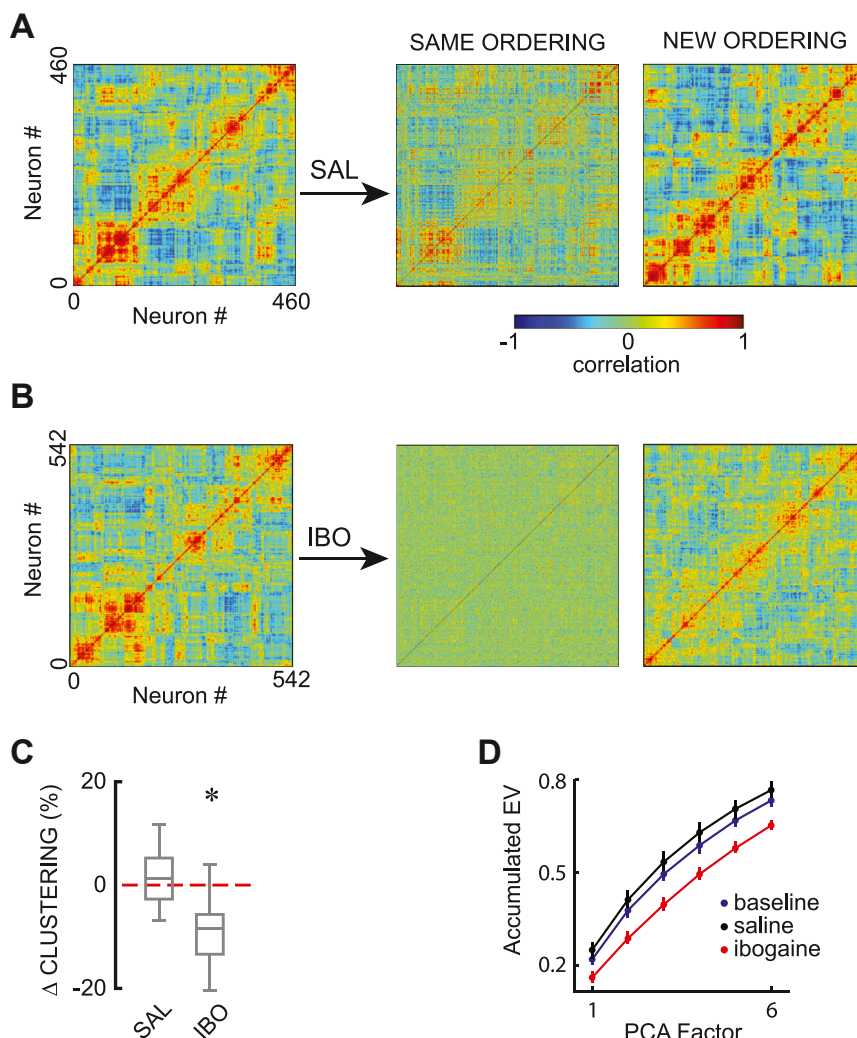 A
SAME ORDERING
NEW ORDERING
460
Neuron #
0
SAL
0
460
Neuron #
-1
0
1
correlation
B
542
Neuron #
0
IBO
0
542
Neuron #
C
20
0
-20
Δ CLUSTERING (%)
*
SAL
IBO
D
0.8
0.5
0.2
Accumulated EV
baseline
saline
ibogaine
1
6
PCA Factor